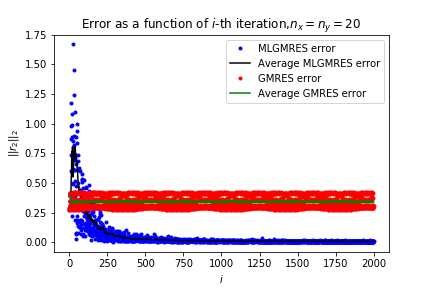 Error as a function of i-th iteration,n_x = n_y = 20
MLGMRES error
Average MLGMRES error
GMRES error
Average GMRES error
1.75
1.50
1.25
1.00
0.75
0.50
0.25
0.00
||r_2||_2
0 250 500 750 1000 1250 1500 1750 2000
i